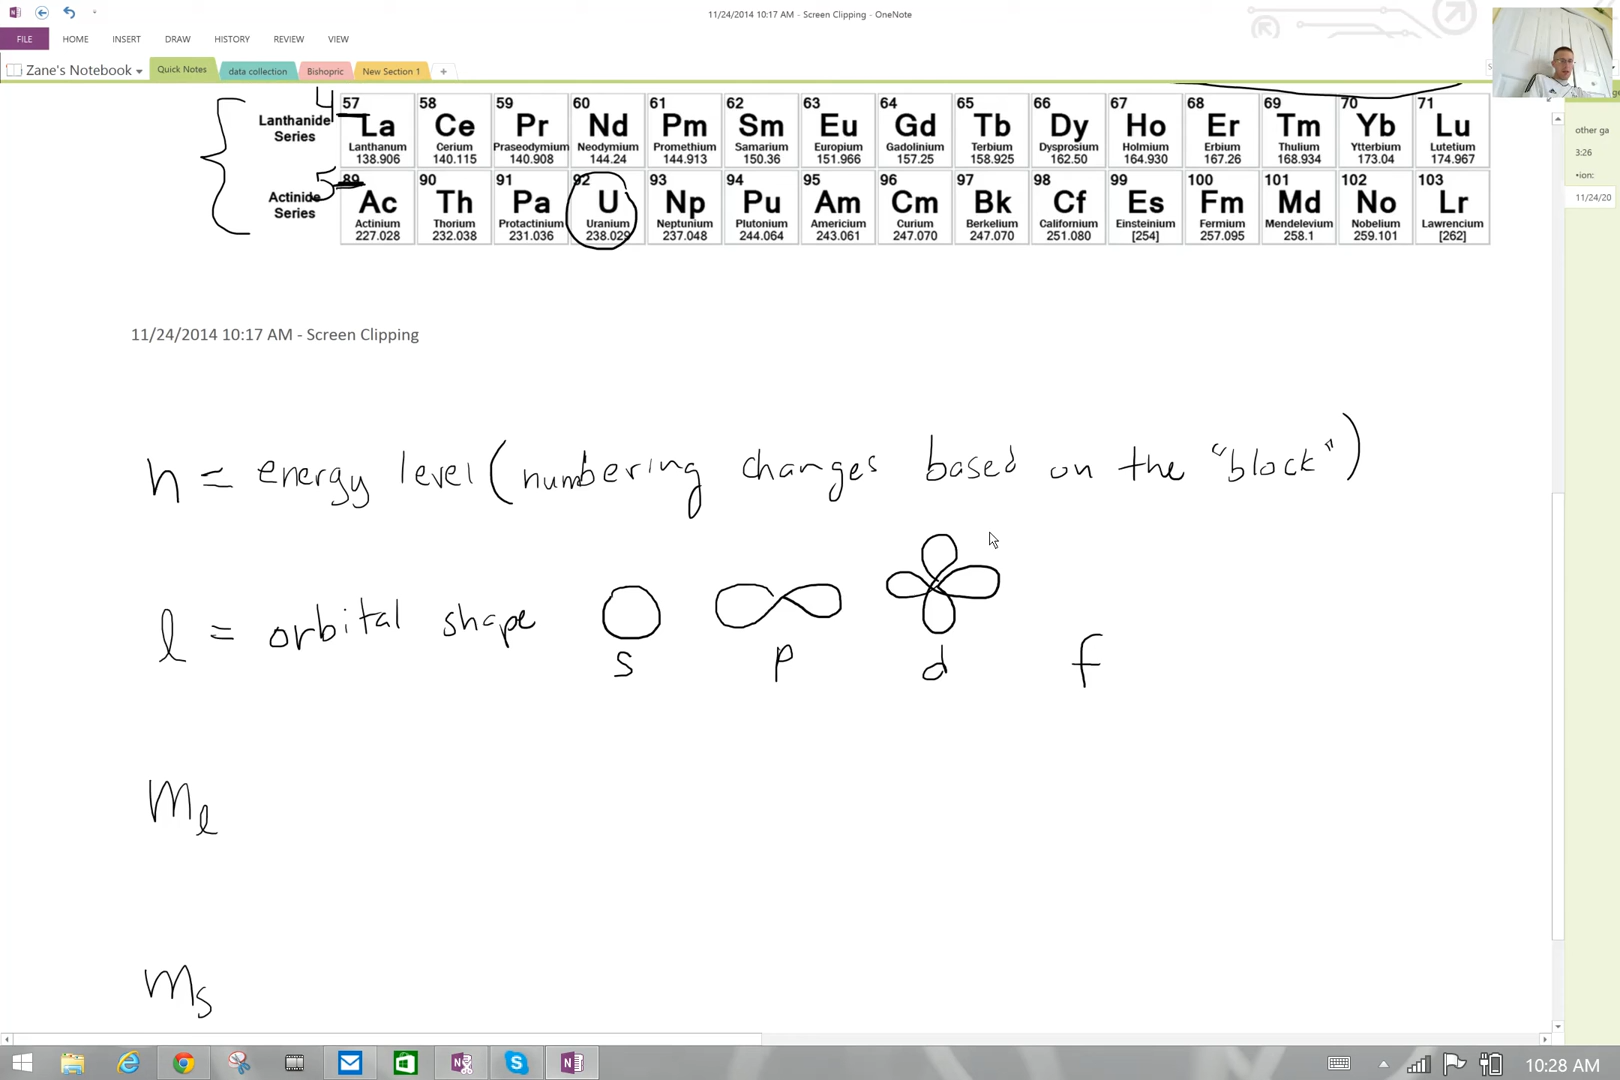 11/24/2014 10:17 AM - Screen Clipping - OneNote
FILE HOME INSERT DRAW HISTORY REVIEW VIEW
Zane's Notebook Quick Notes data collection Bishopric New Section 1 +
other ga
3:26
•ion:
11/24/20
4
Lanthanide Series
57 58 59 60 61 62 63 64 65 66 67 68 69 70 71
La Ce Pr Nd Pm Sm Eu Gd Tb Dy Ho Er Tm Yb Lu
Lanthanum Cerium Praseodymium Neodymium Promethium Samarium Europium Gadolinium Terbium Dysprosium Holmium Erbium Thulium Ytterbium Lutetium
138.906 140.115 140.908 144.24 144.913 150.36 151.966 157.25 158.925 162.50 164.930 167.26 168.934 173.04 174.967
5
Actinide Series
89 90 91 92 93 94 95 96 97 98 99 100 101 102 103
Ac Th Pa U Np Pu Am Cm Bk Cf Es Fm Md No Lr
Actinium Thorium Protactinium Uranium Neptunium Plutonium Americium Curium Berkelium Californium Einsteinium Fermium Mendelevium Nobelium Lawrencium
227.028 232.038 231.036 238.029 237.048 244.064 243.061 247.070 247.070 251.080 [254] 257.095 258.1 259.101 [262]
11/24/2014 10:17 AM - Screen Clipping
n = energy level (numbering changes based on the "block")
l = orbital shape
s p d f
ml
ms
10:28 AM